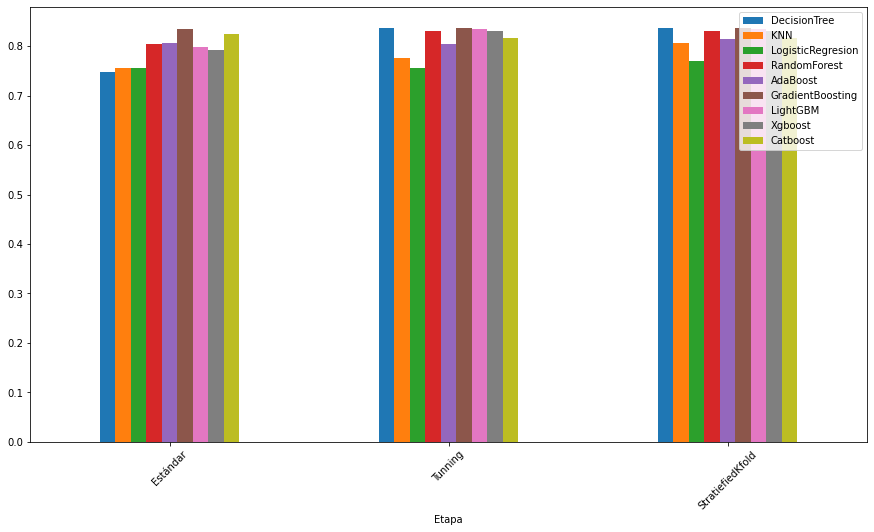 DecisionTree
KNN
LogisticRegresion
RandomForest
AdaBoost
GradientBoosting
LightGBM
Xgboost
Catboost
0.8
0.7
0.6
0.5
0.4
0.3
0.2
0.1
0.0
Estándar
Tunning
StratiefiedKfold
Etapa